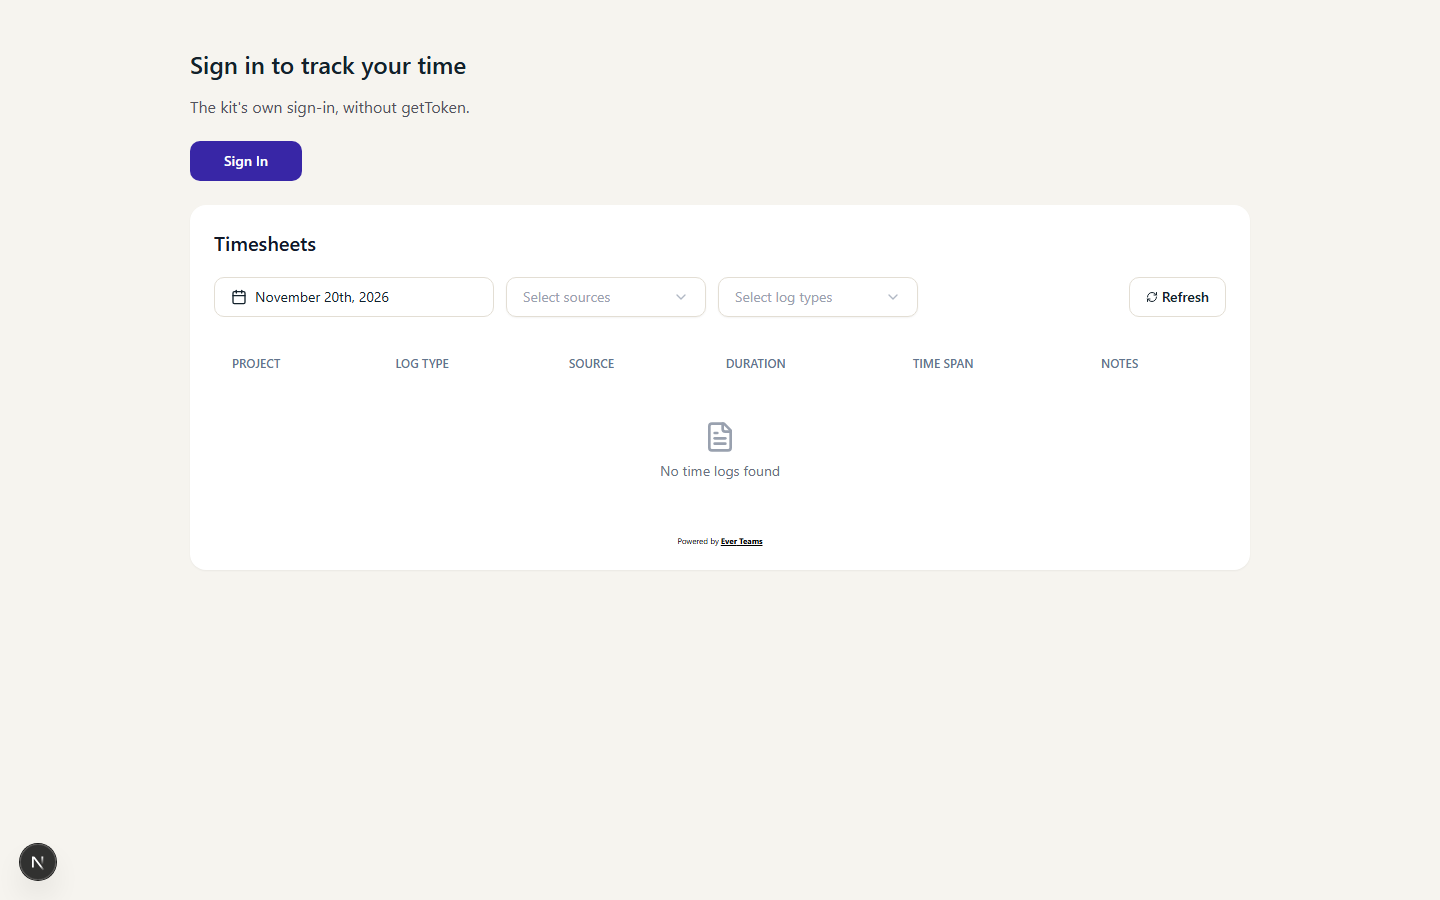 Sign in to track your time
The kit's own sign-in, without getToken.
Sign In
Timesheets
November 20th, 2026
Select sources
Select log types
Refresh
PROJECT LOG TYPE SOURCE DURATION TIME SPAN NOTES
No time logs found
Powered by Ever Teams
N